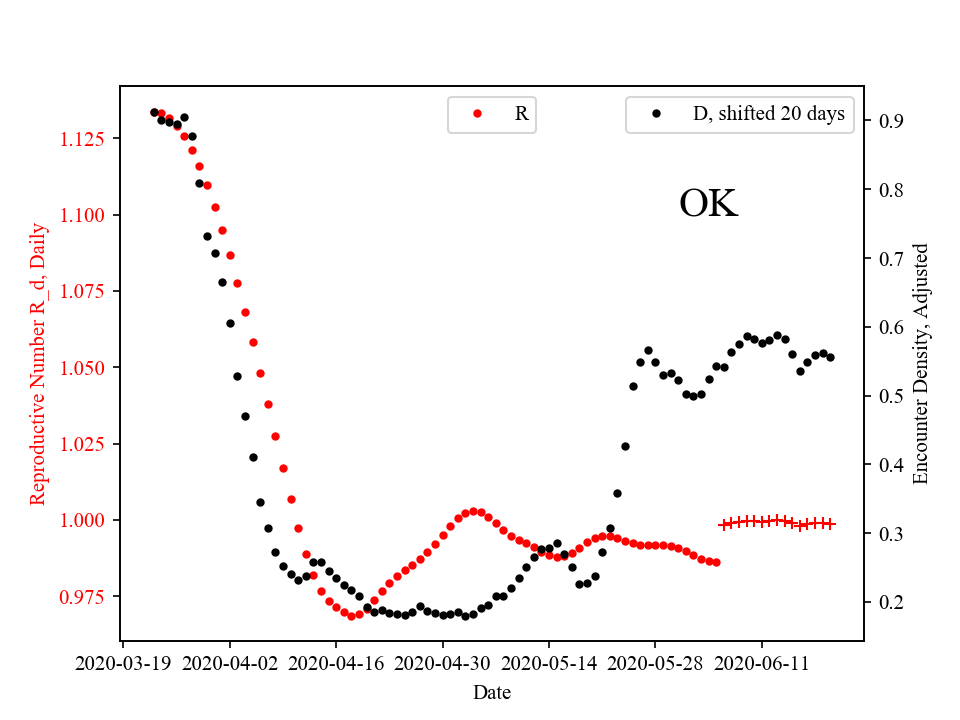 R
D, shifted 20 days
OK
Reproductive Number R_d, Daily
1.125
1.100
1.075
1.050
1.025
1.000
0.975
0.9
0.8
0.7
0.6
0.5
0.4
0.3
0.2
Encounter Density, Adjusted
2020-03-19 2020-04-02 2020-04-16 2020-04-30 2020-05-14 2020-05-28 2020-06-11
Date